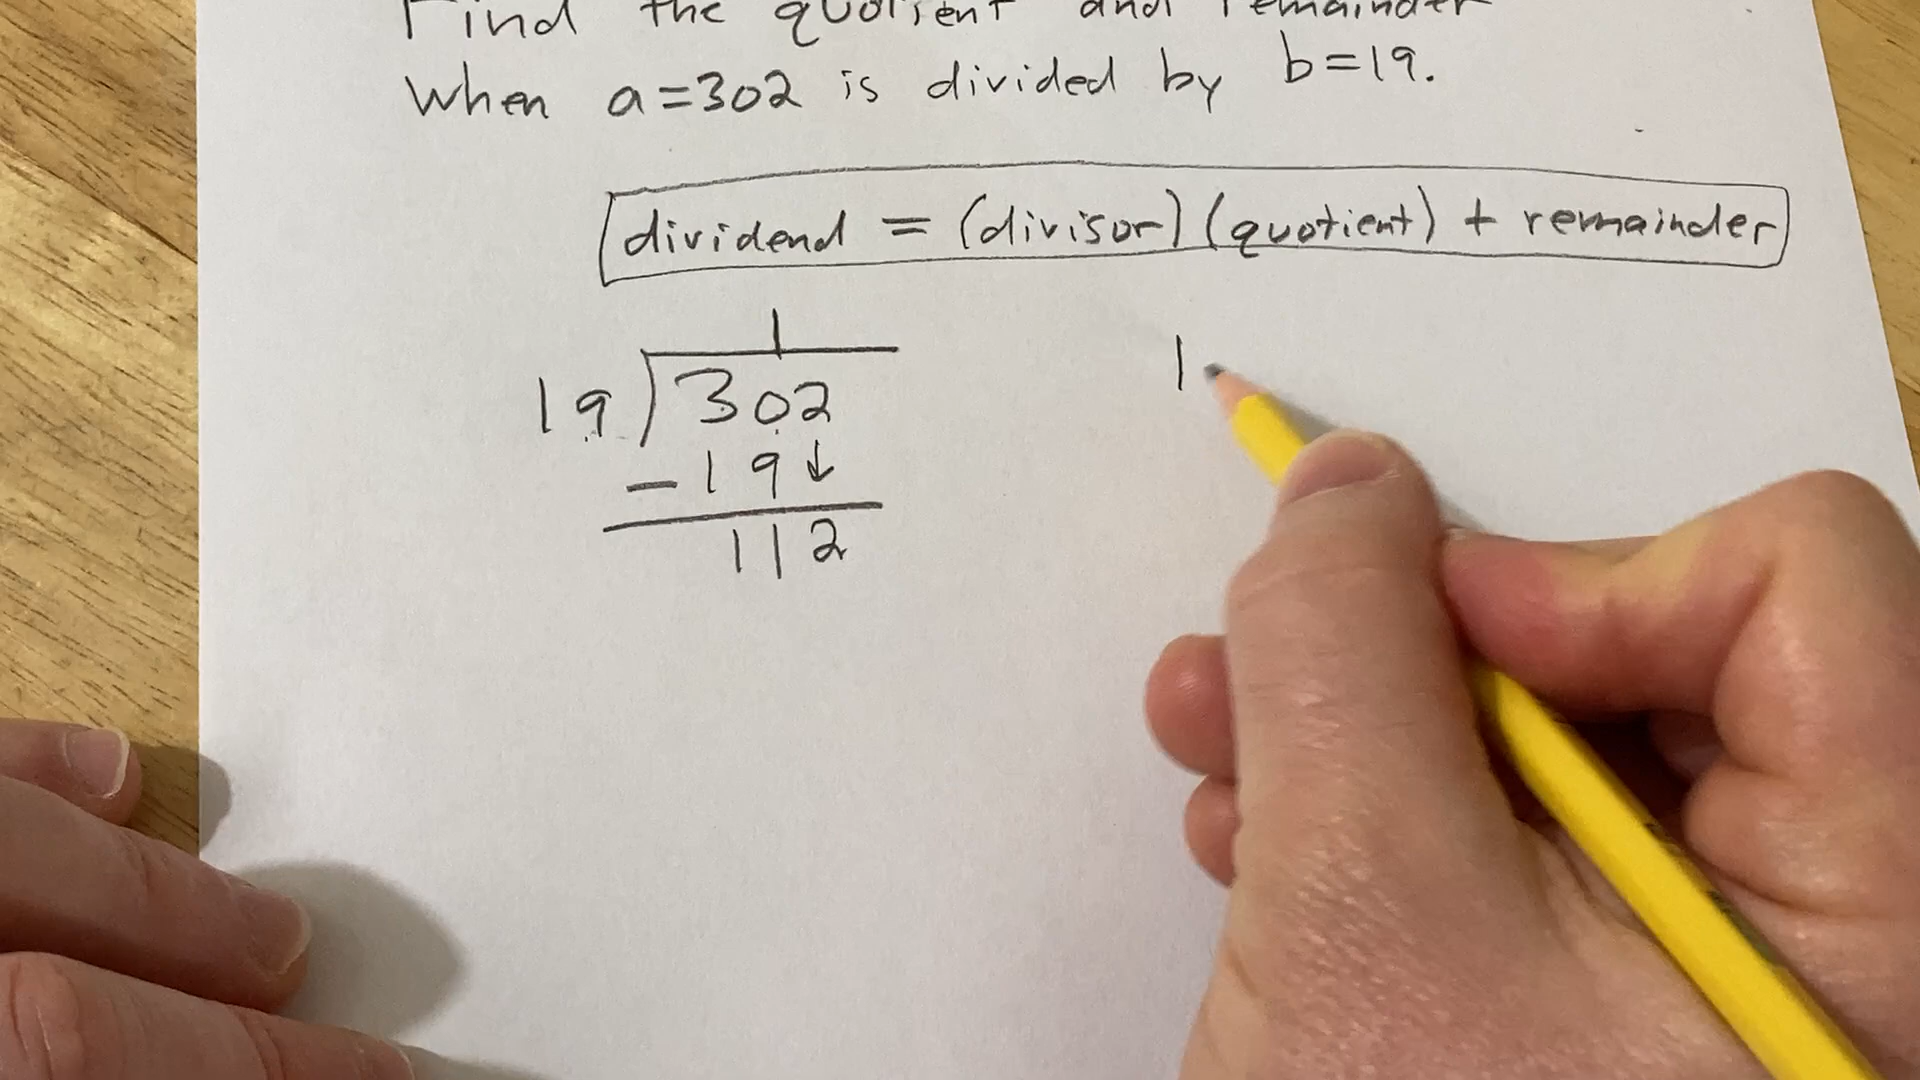 Find the quotient and remainder
when a=302 is divided by b=19.
dividend = (divisor)(quotient) + remainder
1
19)302
-19↓
112
1